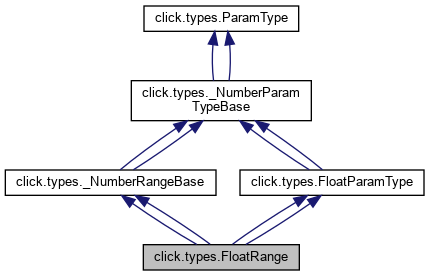 click.types.ParamType
click.types._NumberParam
TypeBase
click.types._NumberRangeBase
click.types.FloatParamType
click.types.FloatRange